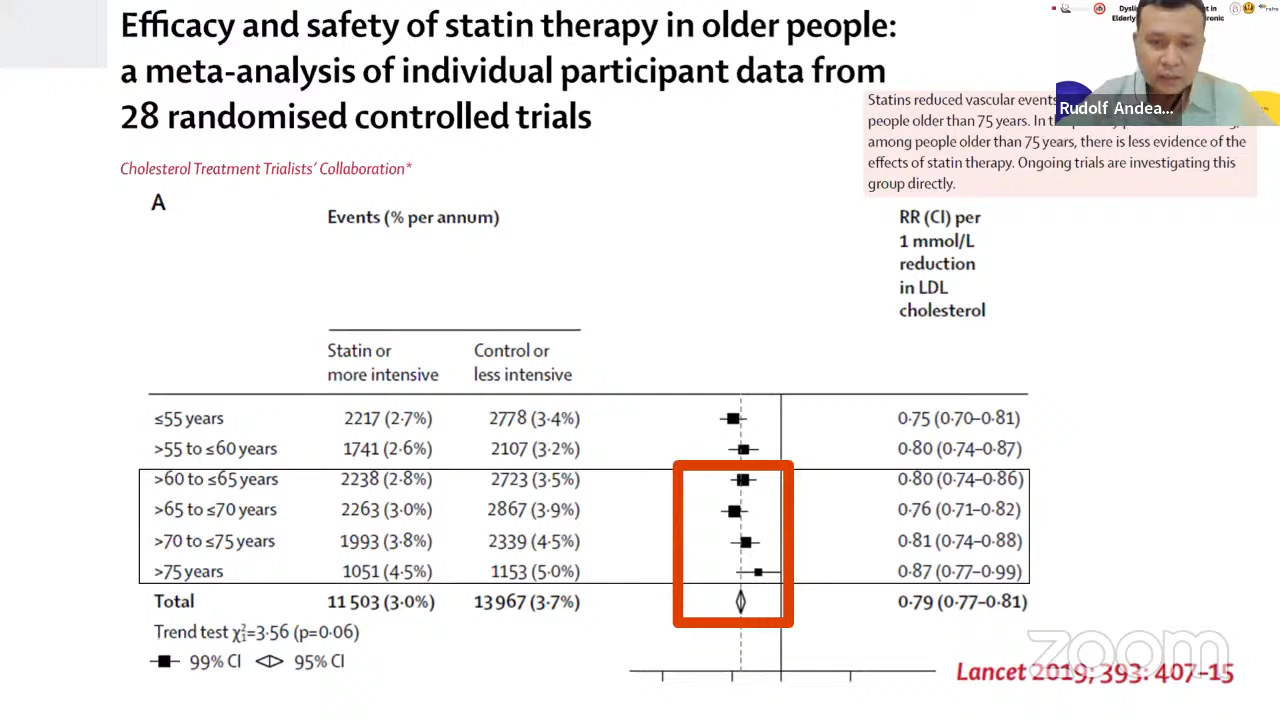 Efficacy and safety of statin therapy in older people:
a meta-analysis of individual participant data from
28 randomised controlled trials
Cholesterol Treatment Trialists' Collaboration*
in
Elderly
Rudolf Andea...
Statins reduced vascular events
people older than 75 years. In
among people older than 75 years, there is less evidence of the
effects of statin therapy. Ongoing trials are investigating this
group directly.
A
Events (% per annum)
RR (CI) per
1 mmol/L
reduction
in LDL
cholesterol
Statin or
more intensive
Control or
less intensive
≤55 years 2217 (2·7%) 2778 (3·4%) 0·75 (0·70–0·81)
>55 to ≤60 years 1741 (2·6%) 2107 (3·2%) 0·80 (0·74–0·87)
>60 to ≤65 years 2238 (2·8%) 2723 (3·5%) 0·80 (0·74–0·86)
>65 to ≤70 years 2263 (3·0%) 2867 (3·9%) 0·76 (0·71–0·82)
>70 to ≤75 years 1993 (3·8%) 2339 (4·5%) 0·81 (0·74–0·88)
>75 years 1051 (4·5%) 1153 (5·0%) 0·87 (0·77–0·99)
Total 11 503 (3·0%) 13 967 (3·7%) 0·79 (0·77–0·81)
Trend test χ²₁=3·56 (p=0·06)
99% CI 95% CI
zoom
Lancet 2019; 393: 407–15